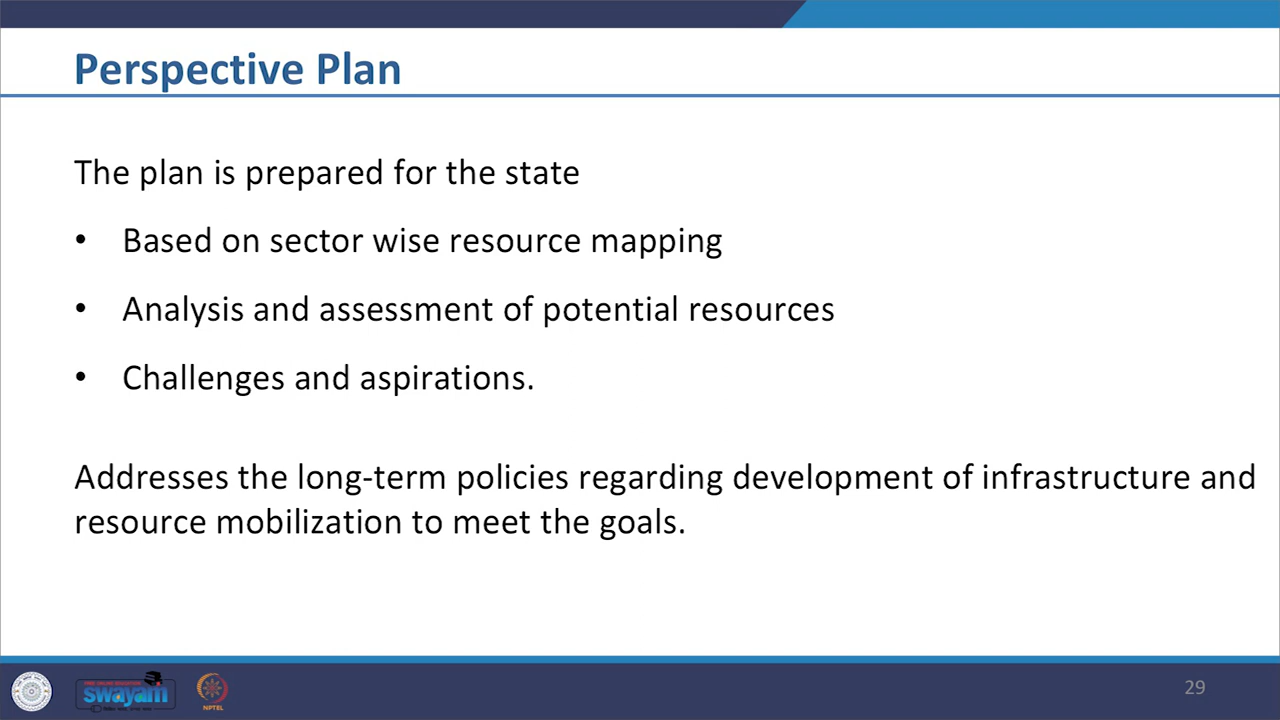 Perspective Plan
The plan is prepared for the state
• Based on sector wise resource mapping
• Analysis and assessment of potential resources
• Challenges and aspirations.
Addresses the long-term policies regarding development of infrastructure and
resource mobilization to meet the goals.
swayam
NPTEL
29